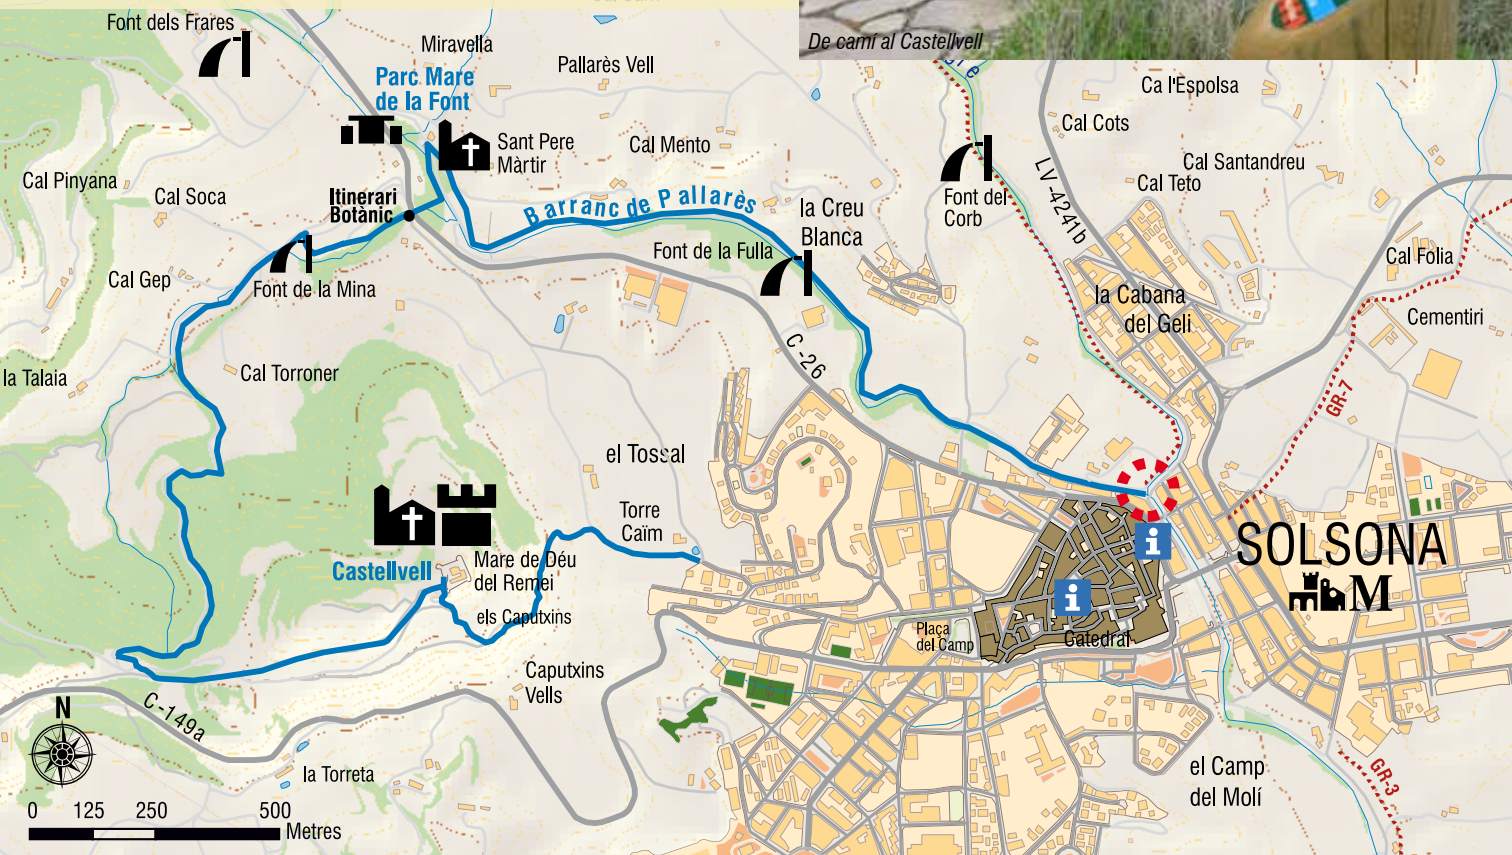 De camí al Castellvell
Font dels Frares
Miravella
Pallarès Vell
Parc Mare
de la Font
Sant Pere
Màrtir
Cal Mento
Cal Pinyana
Cal Soca
Itinerari
Botànic
Barranc de Pallarès
la Creu
Blanca
Font de la Fulla
Font del
Corb
Ca l'Espolsa
Cal Cots
Cal Santandreu
Cal Teto
LV-4241b
Cal Fòlia
Cementiri
la Cabana
del Geli
GR-7
Cal Gep
Font de la Mina
la Talaia
Cal Torroner
C-26
el Tossal
Torre
Caïm
Castellvell
Mare de Déu
del Remei
els Caputxins
Caputxins
Vells
SOLSONA
M
i
i
Plaça
del Camp
Catedral
C-149a
N
la Torreta
el Camp
del Molí
GR-3
0 125 250 500
Metres